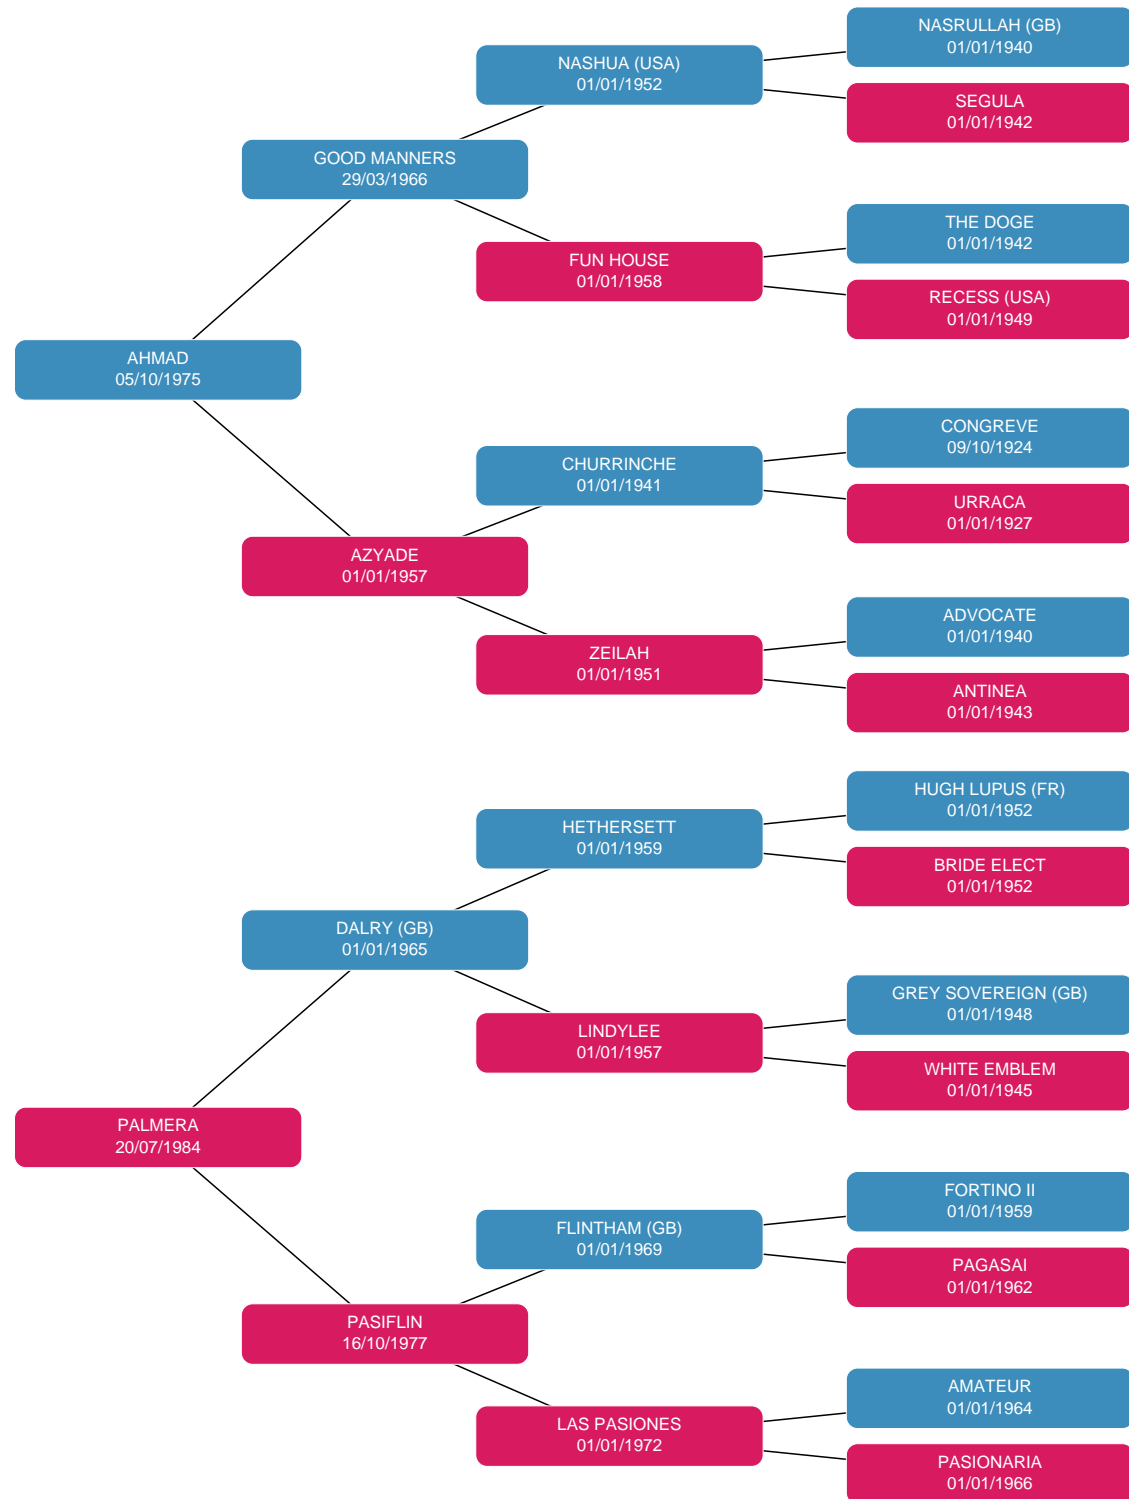 NASRULLAH (GB)
01/01/1940
NASHUA (USA)
01/01/1952
SEGULA
01/01/1942
GOOD MANNERS
29/03/1966
THE DOGE
01/01/1942
FUN HOUSE
01/01/1958
RECESS (USA)
01/01/1949
AHMAD
05/10/1975
CONGREVE
09/10/1924
CHURRINCHE
01/01/1941
URRACA
01/01/1927
AZYADE
01/01/1957
ADVOCATE
01/01/1940
ZEILAH
01/01/1951
ANTINEA
01/01/1943
HUGH LUPUS (FR)
01/01/1952
HETHERSETT
01/01/1959
BRIDE ELECT
01/01/1952
DALRY (GB)
01/01/1965
GREY SOVEREIGN (GB)
01/01/1948
LINDYLEE
01/01/1957
WHITE EMBLEM
01/01/1945
PALMERA
20/07/1984
FORTINO II
01/01/1959
FLINTHAM (GB)
01/01/1969
PAGASAI
01/01/1962
PASIFLIN
16/10/1977
AMATEUR
01/01/1964
LAS PASIONES
01/01/1972
PASIONARIA
01/01/1966